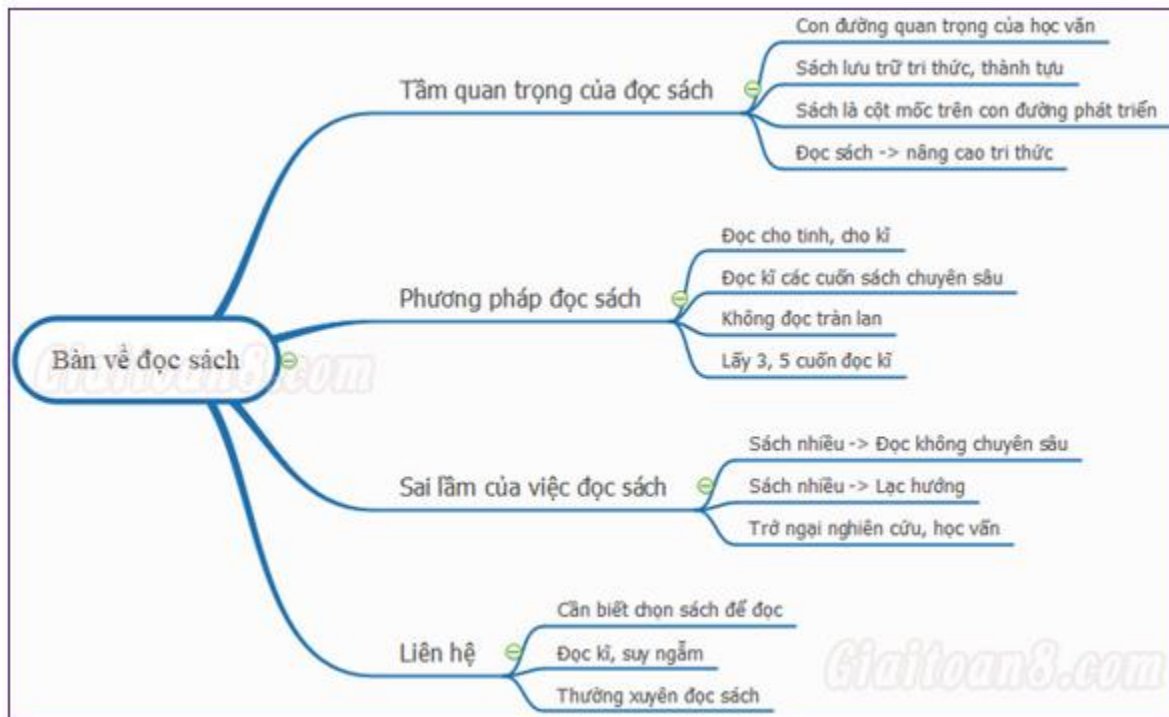 Bàn về đọc sách
Tầm quan trọng của đọc sách
Con đường quan trọng của học vấn
Sách lưu trữ tri thức, thành tựu
Sách là cột mốc trên con đường phát triển
Đọc sách -> nâng cao tri thức
Phương pháp đọc sách
Đọc cho tinh, cho kĩ
Đọc kĩ các cuốn sách chuyên sâu
Không đọc tràn lan
Lấy 3, 5 cuốn đọc kĩ
Sai lầm của việc đọc sách
Sách nhiều -> Đọc không chuyên sâu
Sách nhiều -> Lạc hướng
Trở ngại nghiên cứu, học vấn
Liên hệ
Cần biết chọn sách để đọc
Đọc kĩ, suy ngẫm
Thường xuyên đọc sách
Giaitoan8.com
Giaitoan8.com